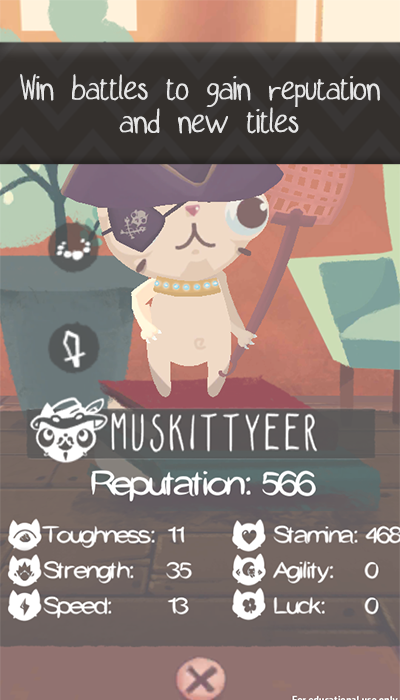 Win battles to gain reputation
and new titles
MUSKITTYEER
Reputation: 566
Toughness: 11 Stamina: 468
Strength: 35 Agility: 0
Speed: 13 Luck: 0
For educational use only